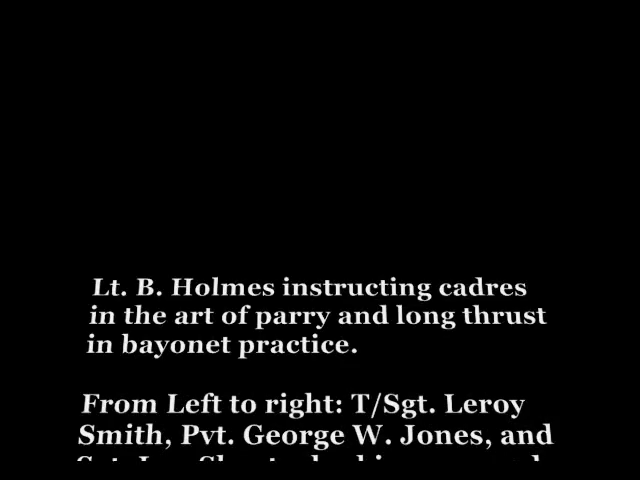 Lt. B. Holmes instructing cadres
in the art of parry and long thrust
in bayonet practice.
From Left to right: T/Sgt. Leroy
Smith, Pvt. George W. Jones, and